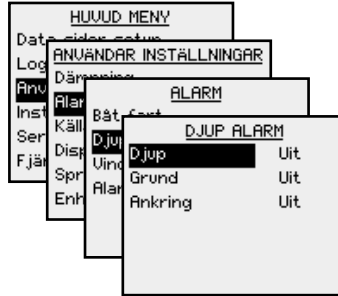 HUVUD MENY
Data sidor setup
Log
Anv
Inst
Ser
Fjär
ANVÄNDAR INSTÄLLNINGAR
Dämpning
Alar
Käll
Disp
Spr
Enh
ALARM
Båt fart
Djup
Vind
Alar
DJUP ALARM
Djup Uit
Grund Uit
Ankring Uit